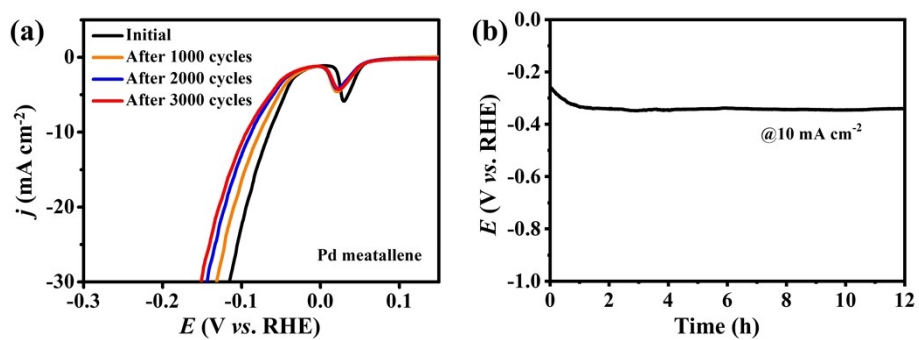 (a)
Initial
After 1000 cycles
After 2000 cycles
After 3000 cycles
0
-10
-20
-30
j (mA cm⁻²)
Pd meatallene
-0.3
-0.2
-0.1
0.0
0.1
E (V vs. RHE)
(b)
0.0
-0.2
-0.4
-0.6
-0.8
-1.0
E (V vs. RHE)
@10 mA cm⁻²
0
2
4
6
8
10
12
Time (h)